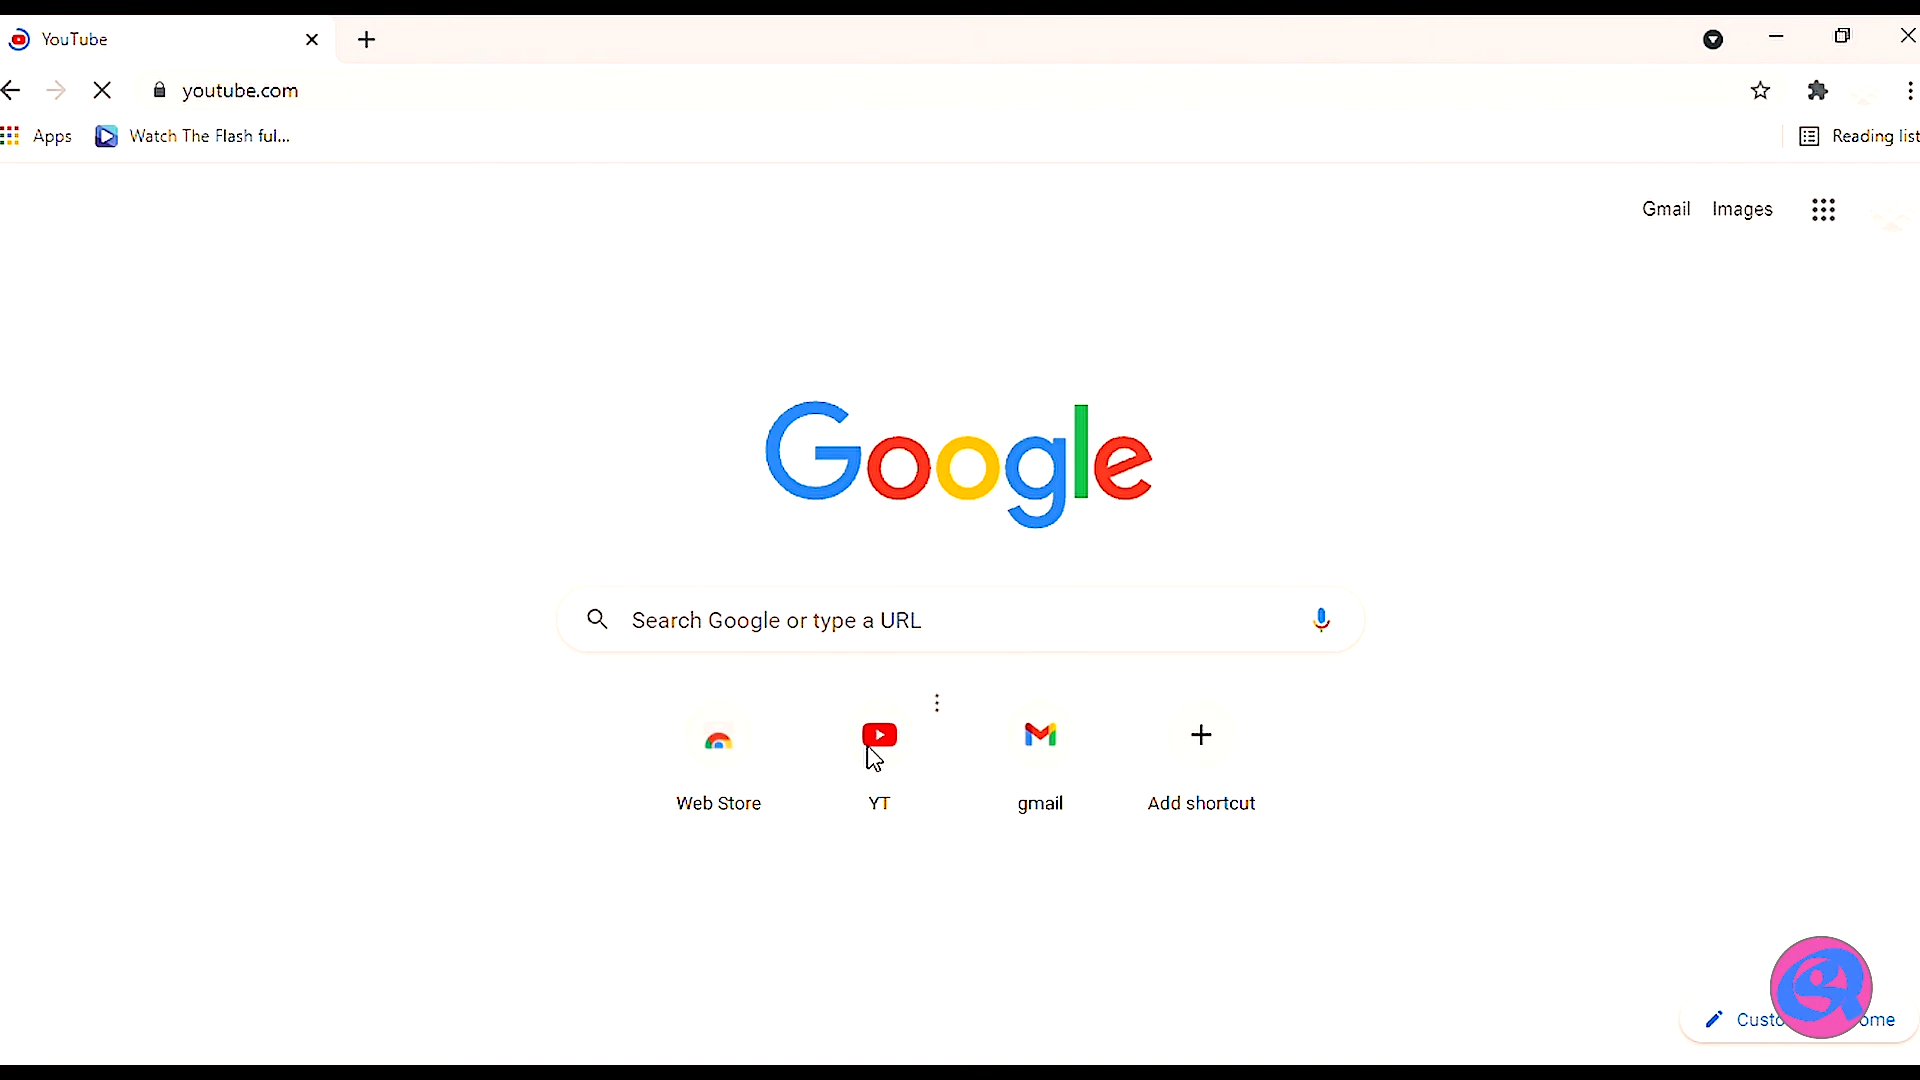 YouTube
youtube.com
Apps
Watch The Flash ful...
Reading list
Gmail
Images
Google
Search Google or type a URL
Web Store
YT
gmail
Add shortcut